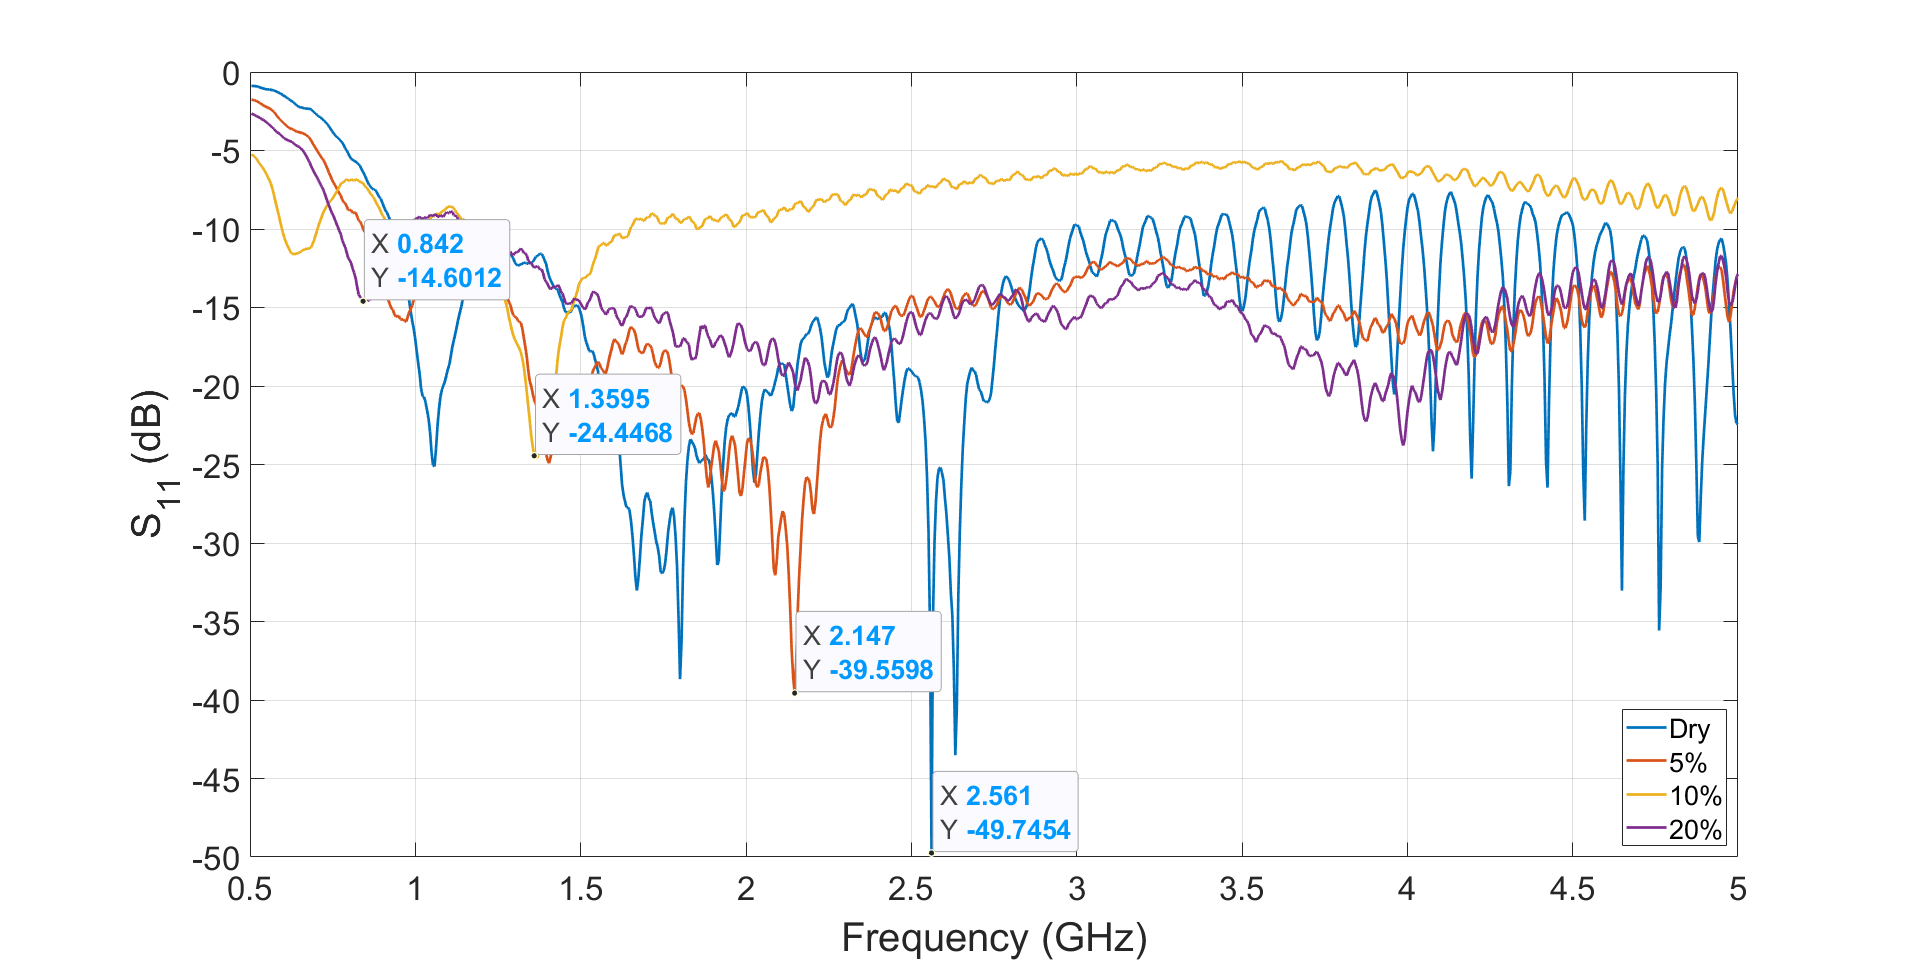 0
-5
-10
-15
-20
-25
-30
-35
-40
-45
-50
S11 (dB)
X 0.842
Y -14.6012
X 1.3595
Y -24.4468
X 2.147
Y -39.5598
X 2.561
Y -49.7454
Dry
5%
10%
20%
0.5 1 1.5 2 2.5 3 3.5 4 4.5 5
Frequency (GHz)